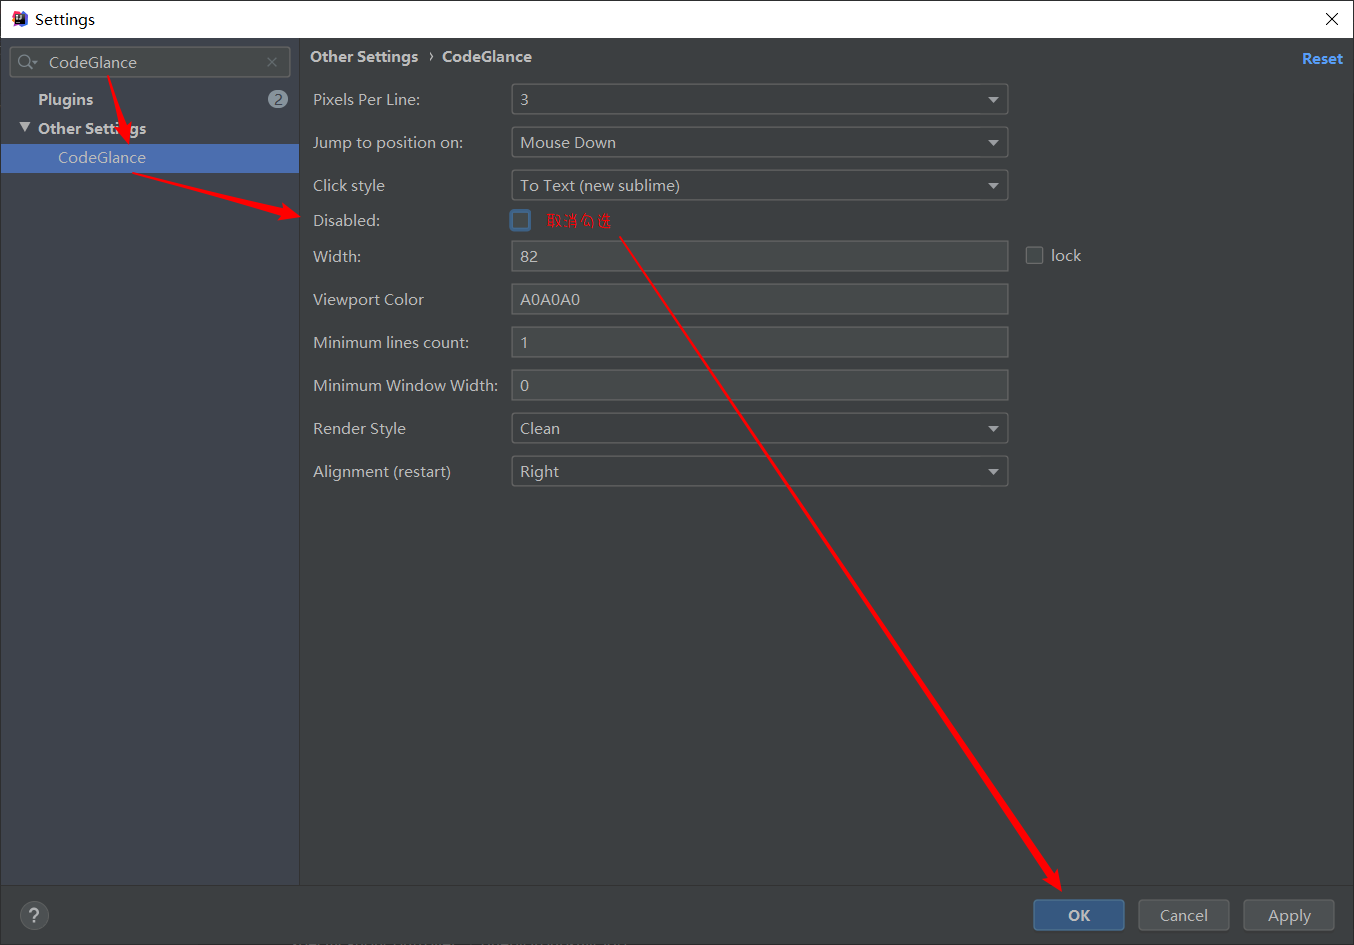 Settings
CodeGlance
Plugins 2
Other Settings
CodeGlance
Other Settings › CodeGlance
Reset
Pixels Per Line: 3
Jump to position on: Mouse Down
Click style To Text (new sublime)
Disabled: 取消勾选
Width: 82 lock
Viewport Color A0A0A0
Minimum lines count: 1
Minimum Window Width: 0
Render Style Clean
Alignment (restart) Right
?
OK Cancel Apply